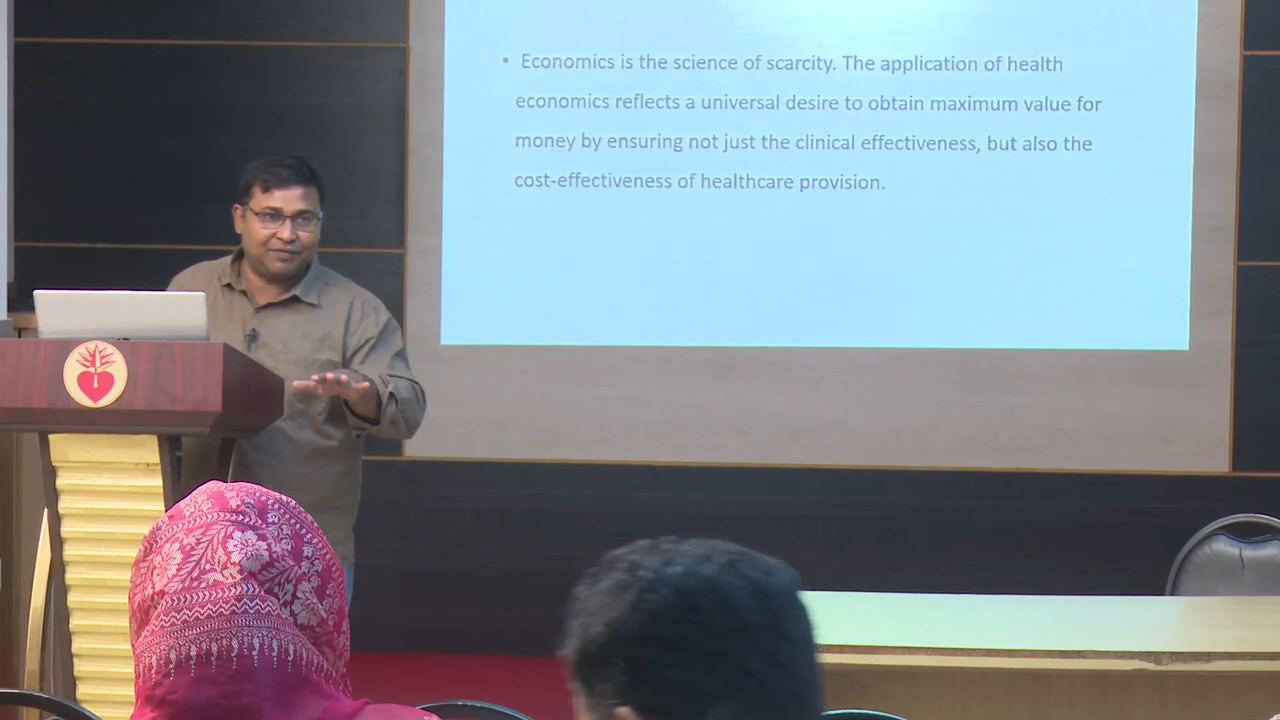 • Economics is the science of scarcity. The application of health
economics reflects a universal desire to obtain maximum value for
money by ensuring not just the clinical effectiveness, but also the
cost-effectiveness of healthcare provision.